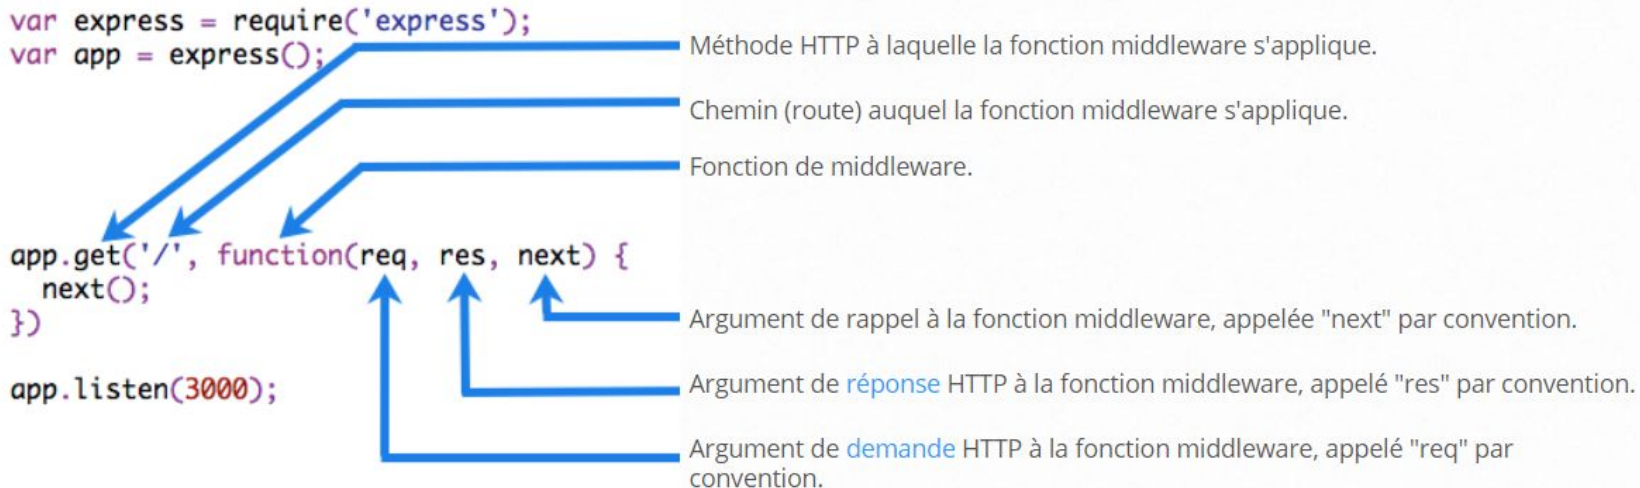 var express = require('express');
var app = express();
Méthode HTTP à laquelle la fonction middleware s'applique.
Chemin (route) auquel la fonction middleware s'applique.
Fonction de middleware.
app.get('/', function(req, res, next) {
next();
})
app.listen(3000);
Argument de rappel à la fonction middleware, appelée "next" par convention.
Argument de réponse HTTP à la fonction middleware, appelé "res" par convention.
Argument de demande HTTP à la fonction middleware, appelé "req" par
convention.